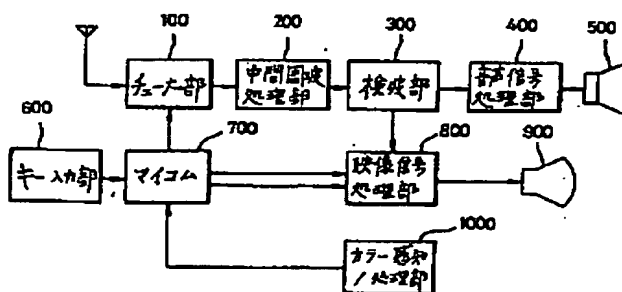 100
200
300
400
500
チューナー部
中間周波
処理部
検波部
音声信号
処理部
600
700
800
900
キー入力部
マイコム
映像信号
処理部
1000
カラー感知
/処理部